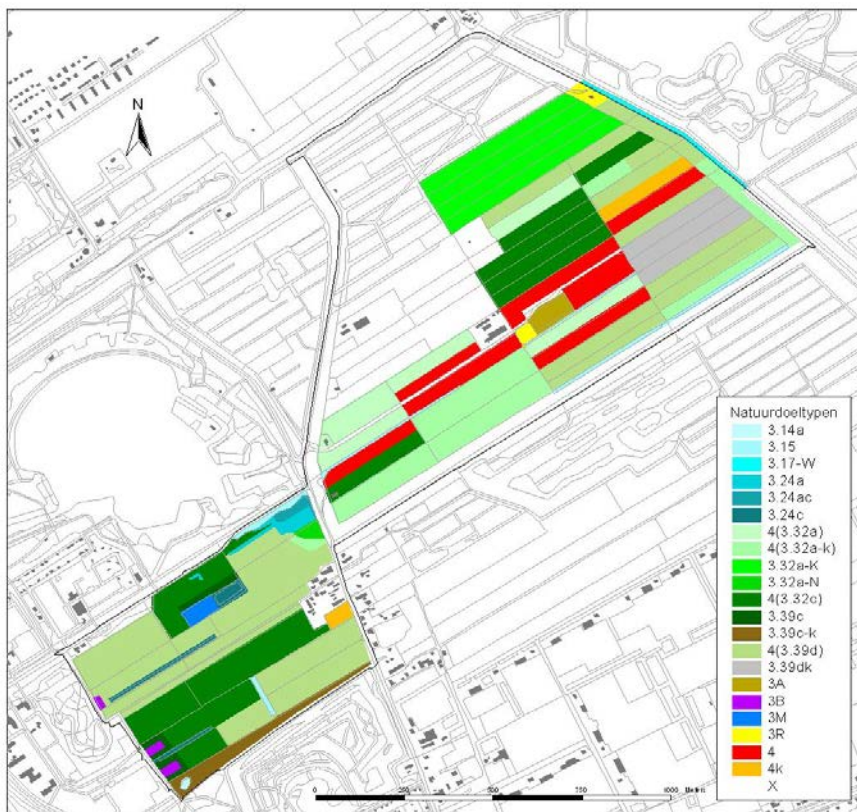 N
Natuurdoeltypen
3.14a
3.15
3.17-W
3.24a
3.24ac
3.24c
4(3.32a)
4(3.32a-k)
3.32a-K
3.32a-N
4(3.32c)
3.39c
3.39c-k
4(3.39d)
3.39dk
3A
3B
3M
3R
4
4k
X
0
1000